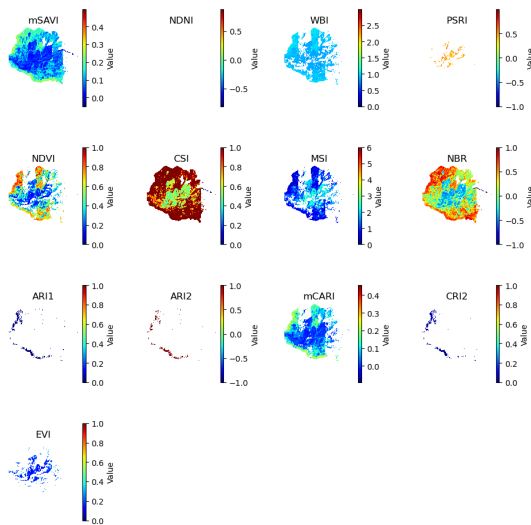 mSAVI
0.4
0.3
0.2
0.1
0.0
Value
NDNI
0.5
0.0
−0.5
Value
WBI
3.0
2.5
2.0
1.5
1.0
0.5
0.0
Value
PSRI
0.5
0.0
−0.5
−1.0
Value
NDVI
1.0
0.8
0.6
0.4
0.2
0.0
Value
CSI
1.0
0.8
0.6
0.4
0.2
0.0
Value
MSI
6
5
4
3
2
1
0
Value
NBR
1.0
0.5
0.0
−0.5
−1.0
Value
ARI1
1.0
0.8
0.6
0.4
0.2
0.0
Value
ARI2
1.0
0.5
0.0
−0.5
−1.0
Value
mCARI
0.4
0.3
0.2
0.1
0.0
Value
CRI2
1.0
0.8
0.6
0.4
0.2
0.0
Value
EVI
1.0
0.8
0.6
0.4
0.2
0.0
Value